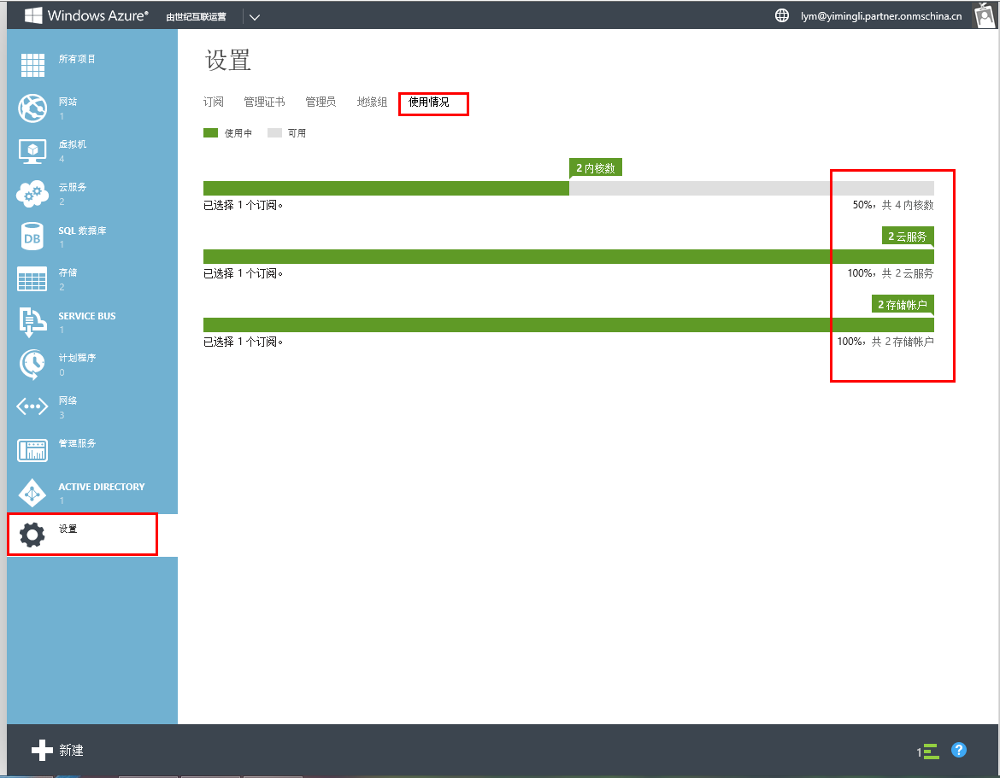 Windows Azure® 由世纪互联运营
lym@yimingli.partner.onmschina.cn
所有项目
网站
1
虚拟机
4
云服务
2
SQL 数据库
1
存储
2
SERVICE BUS
1
计划程序
0
网络
3
管理服务
ACTIVE DIRECTORY
1
设置
设置
订阅 管理证书 管理员 地缘组 使用情况
使用中 可用
2 内核数
已选择 1 个订阅。 50%，共 4 内核数
2 云服务
已选择 1 个订阅。 100%，共 2 云服务
2 存储帐户
已选择 1 个订阅。 100%，共 2 存储帐户
DB
新建
1
?